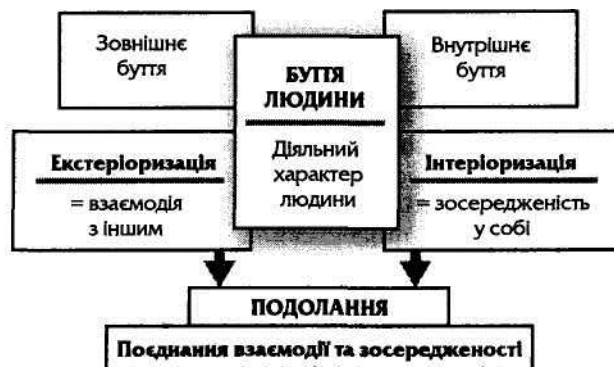 Зовнішнє
буття
БУТТЯ
ЛЮДИНИ
Діяльний
характер
людини
Внутрішнє
буття
Екстеріоризація
= взаємодія
з іншим
Інтеріоризація
= зосередженість
у собі
ПОДОЛАННЯ
Поєднання взаємодії та зосередженості